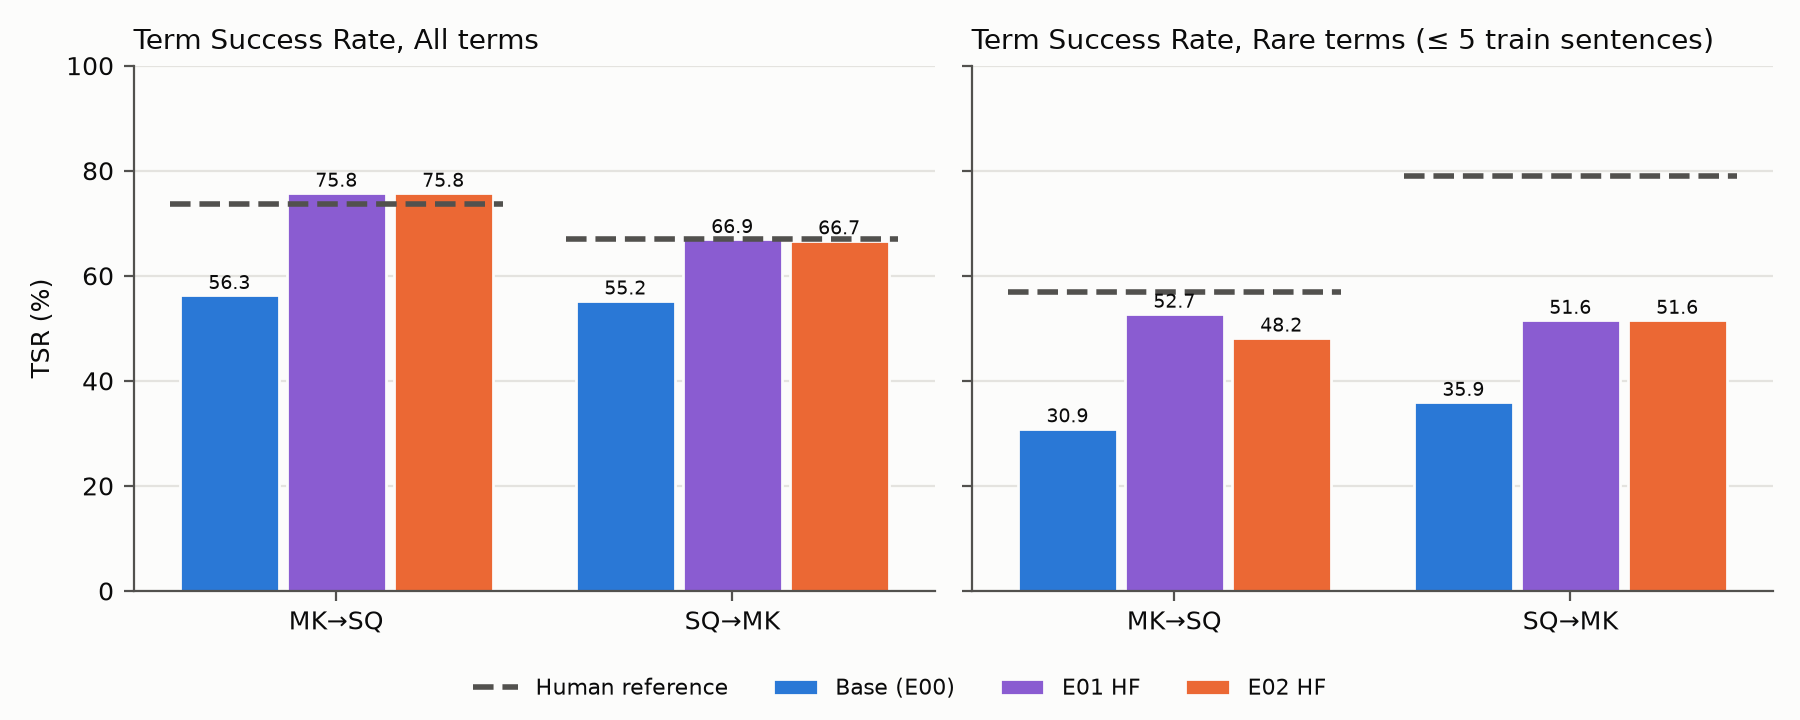 Term Success Rate, All terms
Term Success Rate, Rare terms (≤ 5 train sentences)
TSR (%)
100
80
60
40
20
0
56.3
75.8
75.8
55.2
66.9
66.7
30.9
52.7
48.2
35.9
51.6
51.6
MK→SQ
SQ→MK
MK→SQ
SQ→MK
Human reference
Base (E00)
E01 HF
E02 HF